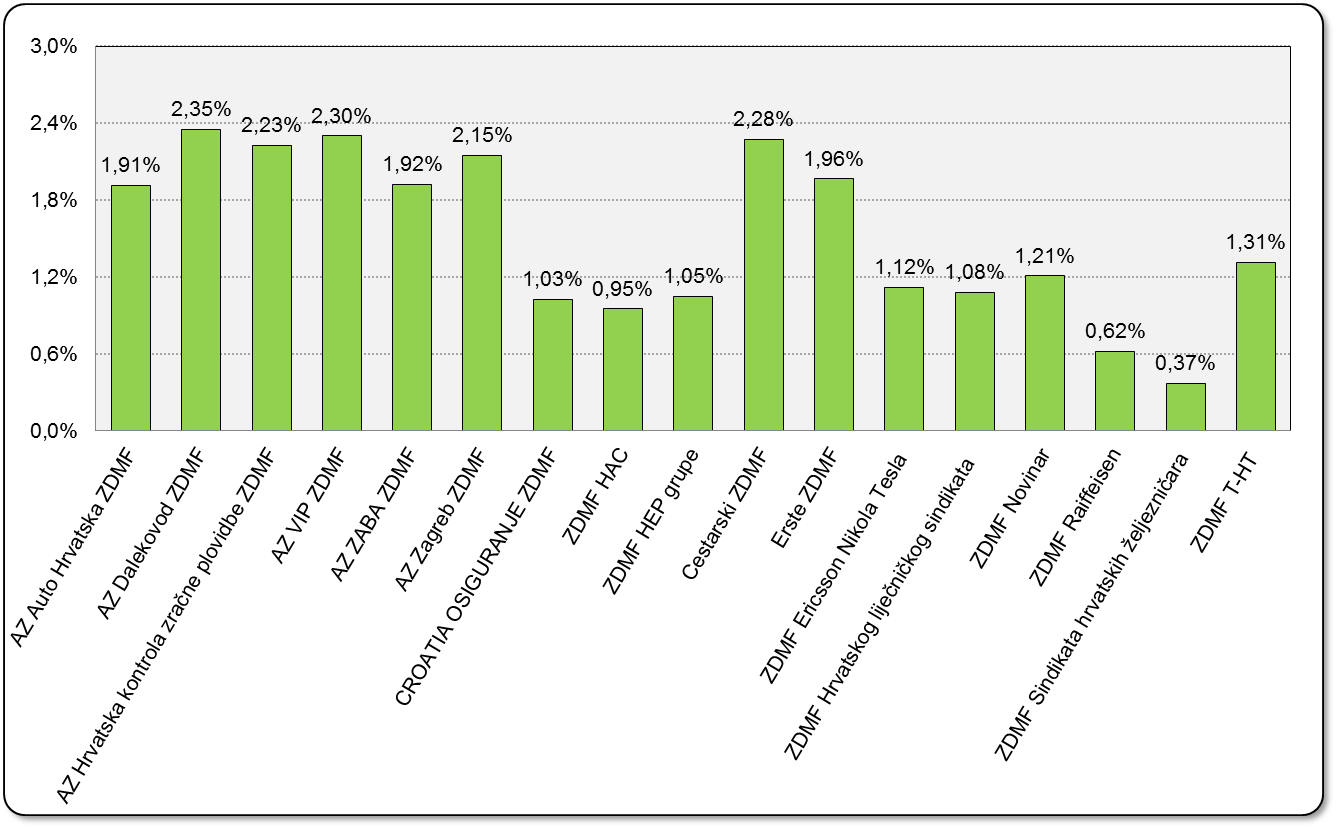 3,0%
2,4%
1,8%
1,2%
0,6%
0,0%
1,91%
2,35%
2,23%
2,30%
1,92%
2,15%
1,03%
0,95%
1,05%
2,28%
1,96%
1,12%
1,08%
1,21%
0,62%
0,37%
1,31%
AZ Auto Hrvatska ZDMF
AZ Dalekovod ZDMF
AZ Hrvatska kontrola zračne plovidbe ZDMF
AZ VIP ZDMF
AZ ZABA ZDMF
AZ Zagreb ZDMF
CROATIA OSIGURANJE ZDMF
ZDMF HAC
ZDMF HEP grupe
Cestarski ZDMF
Erste ZDMF
ZDMF Ericsson Nikola Tesla
ZDMF Hrvatskog liječničkog sindikata
ZDMF Novinar
ZDMF Raiffeisen
ZDMF Sindikata hrvatskih željezničara
ZDMF T-HT